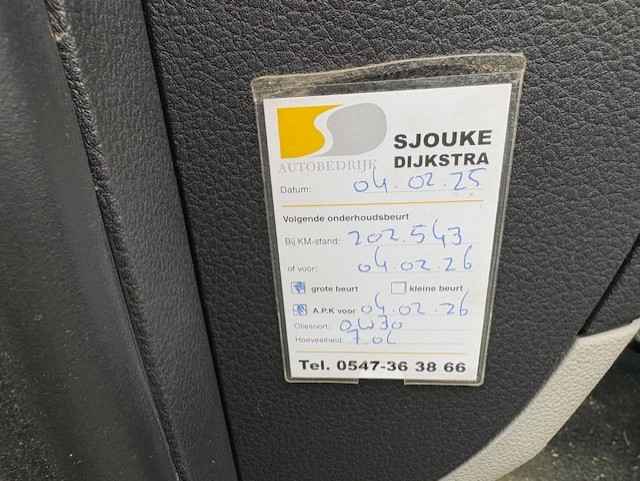 SD
AUTOBEDRIJF
SJOUKE
DIJKSTRA
Datum: 04.02.25
Volgende onderhoudsbeurt
Bij KM-stand: 202.543
of voor: 04.02.26
grote beurt kleine beurt
A.P.K voor 04.02.26
Oliesoort: 0W30
Hoeveelheid: 7.0L
Tel. 0547-36 38 66